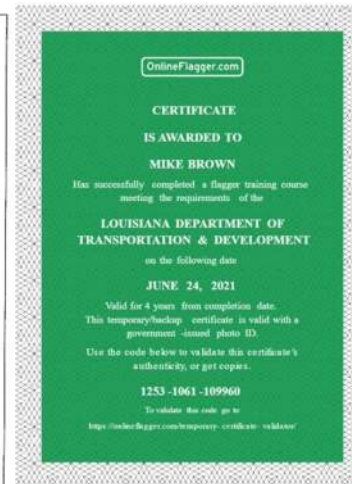 OnlineFlagger.com
CERTIFICATE
IS AWARDED TO
MIKE BROWN
Has successfully completed a flagger training course
meeting the requirements of the
LOUISIANA DEPARTMENT OF
TRANSPORTATION & DEVELOPMENT
on the following date
JUNE 24, 2021
Valid for 4 years from completion date.
This temporary/backup certificate is valid with a
government -issued photo ID.
Use the code below to validate this certificate's
authenticity, or get copies.
1253 -1061 -109960
To validate this code go to
https://onlineflagger.com/temporary- certificate- validator/